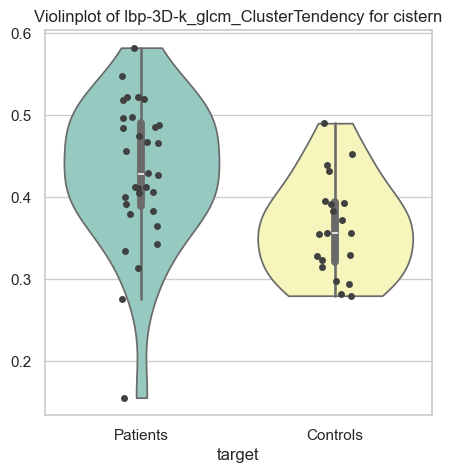 Violinplot of lbp-3D-k_glcm_ClusterTendency for cistern
0.6
0.5
0.4
0.3
0.2
Patients
Controls
target